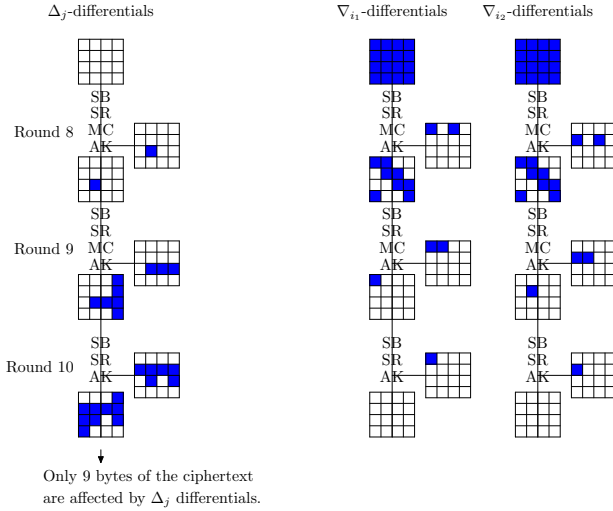 Δj-differentials
∇i1-differentials
∇i2-differentials
SB SB SB
SR SR SR
Round 8 MC MC MC
AK AK AK
SB SB SB
SR SR SR
Round 9 MC MC MC
AK AK AK
SB SB SB
Round 10 SR SR SR
AK AK AK
Only 9 bytes of the ciphertext
are affected by Δj differentials.